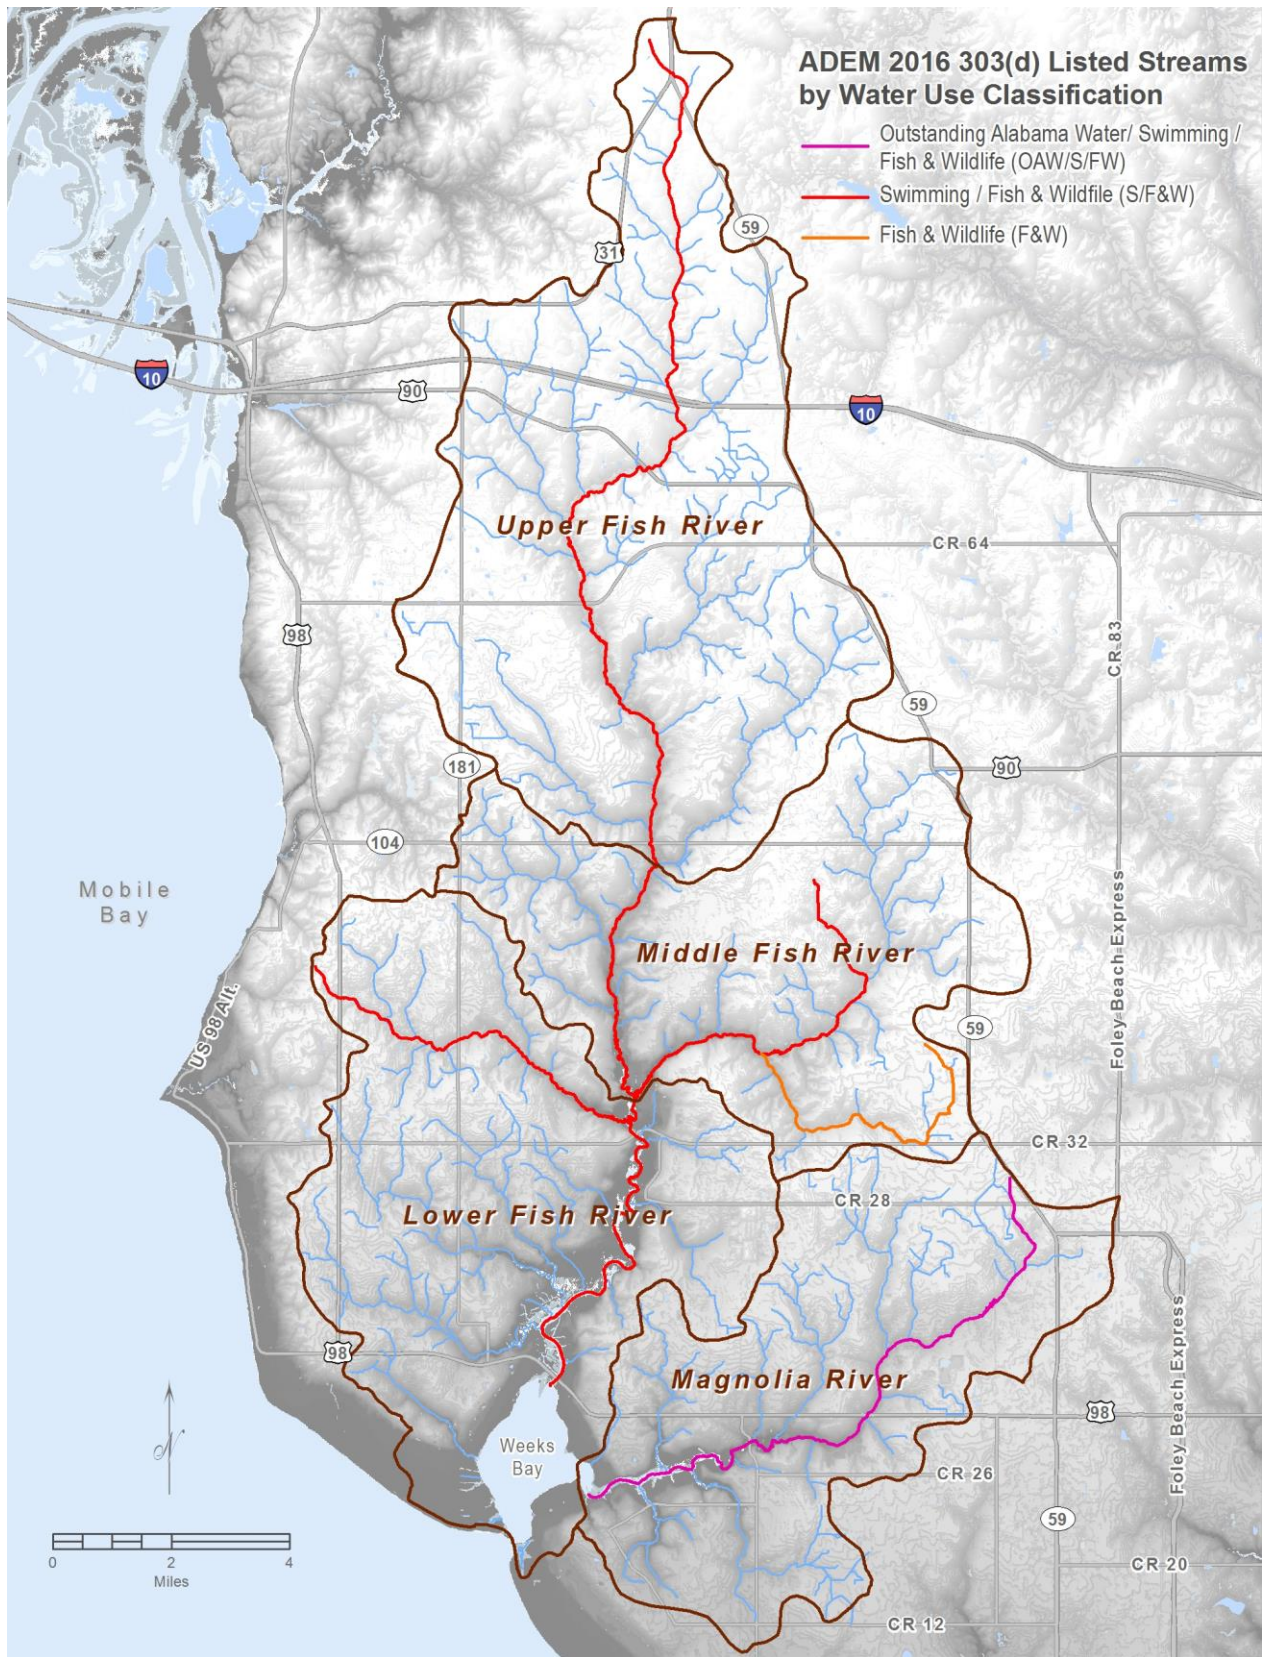 ADEM 2016 303(d) Listed Streams
by Water Use Classification
Outstanding Alabama Water/ Swimming /
Fish & Wildlife (OAW/S/FW)
Swimming / Fish & Wildfile (S/F&W)
Fish & Wildlife (F&W)
59
31
10
90
10
Upper Fish River
CR 64
98
CR 83
59
181
90
104
Mobile
Bay
Middle Fish River
Foley Beach Express
US 98 Alt.
59
CR 32
CR 28
Lower Fish River
98
Magnolia River
Foley Beach Express
98
N
Weeks
Bay
CR 26
59
0 2 4
Miles
CR 20
CR 12